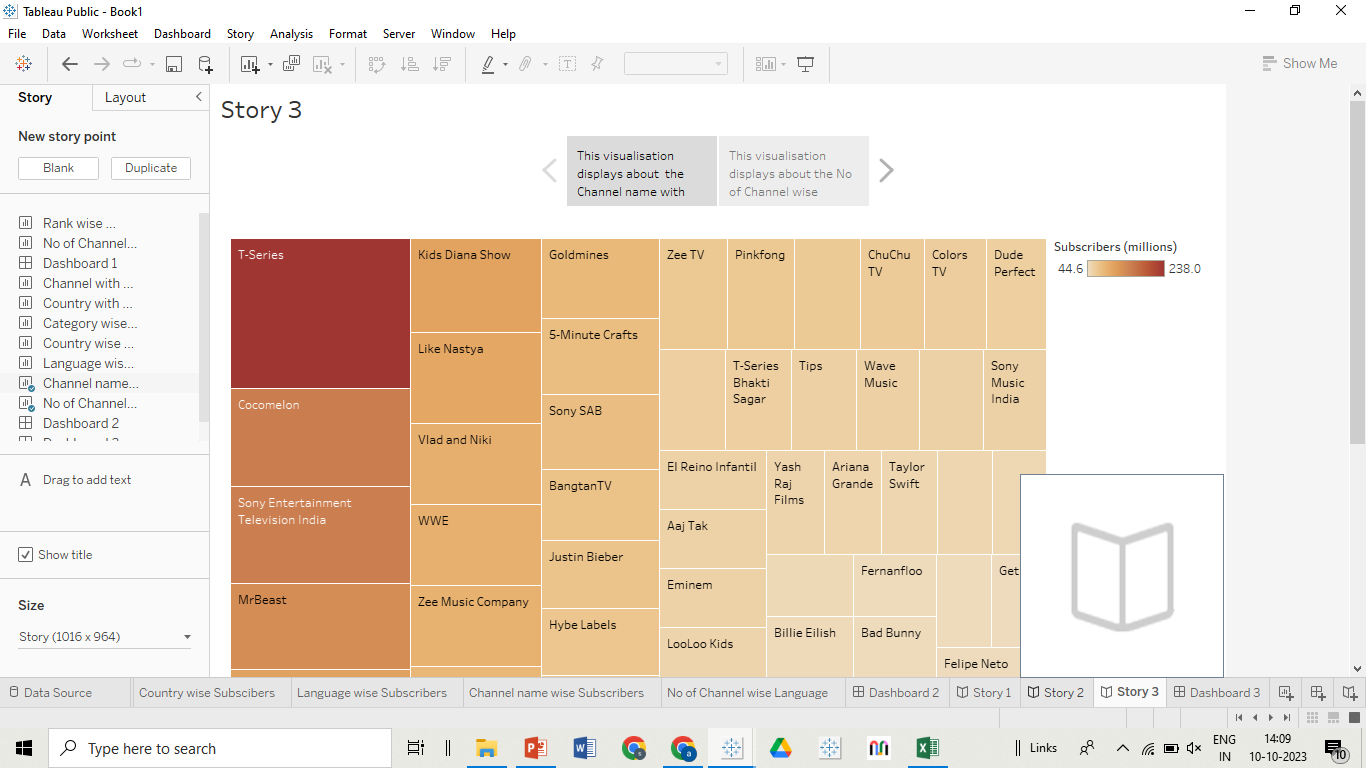 Tableau Public - Book1
File Data Worksheet Dashboard Story Analysis Format Server Window Help
Show Me
Story Layout
New story point
Blank Duplicate
Rank wise ...
No of Channel...
Dashboard 1
Channel with ...
Country with ...
Category wise...
Country wise ...
Language wis...
Channel name...
No of Channel...
Dashboard 2
A Drag to add text
Show title
Size
Story (1016 x 964)
Story 3
This visualisation
displays about the
Channel name with
This visualisation
displays about the No
of Channel wise
T-Series
Cocomelon
Sony Entertainment
Television India
MrBeast
Kids Diana Show
Like Nastya
Vlad and Niki
WWE
Zee Music Company
Goldmines
5-Minute Crafts
Sony SAB
BangtanTV
Justin Bieber
Hybe Labels
Zee TV
Pinkfong
ChuChu
TV
Colors
TV
Dude
Perfect
T-Series
Bhakti
Sagar
Tips
Wave
Music
Sony
Music
India
El Reino Infantil
Aaj Tak
Eminem
LooLoo Kids
Yash
Raj
Films
Ariana
Grande
Taylor
Swift
Fernanfloo
Get
Billie Eilish
Bad Bunny
Felipe Neto
Subscribers (millions)
44.6 238.0
Data Source Country wise Subscibers Language wise Subscribers Channel name wise Subscribers No of Channel wise Language Dashboard 2 Story 1 Story 2 Story 3 Dashboard 3
Type here to search
Links
ENG
IN
14:09
10-10-2023
10